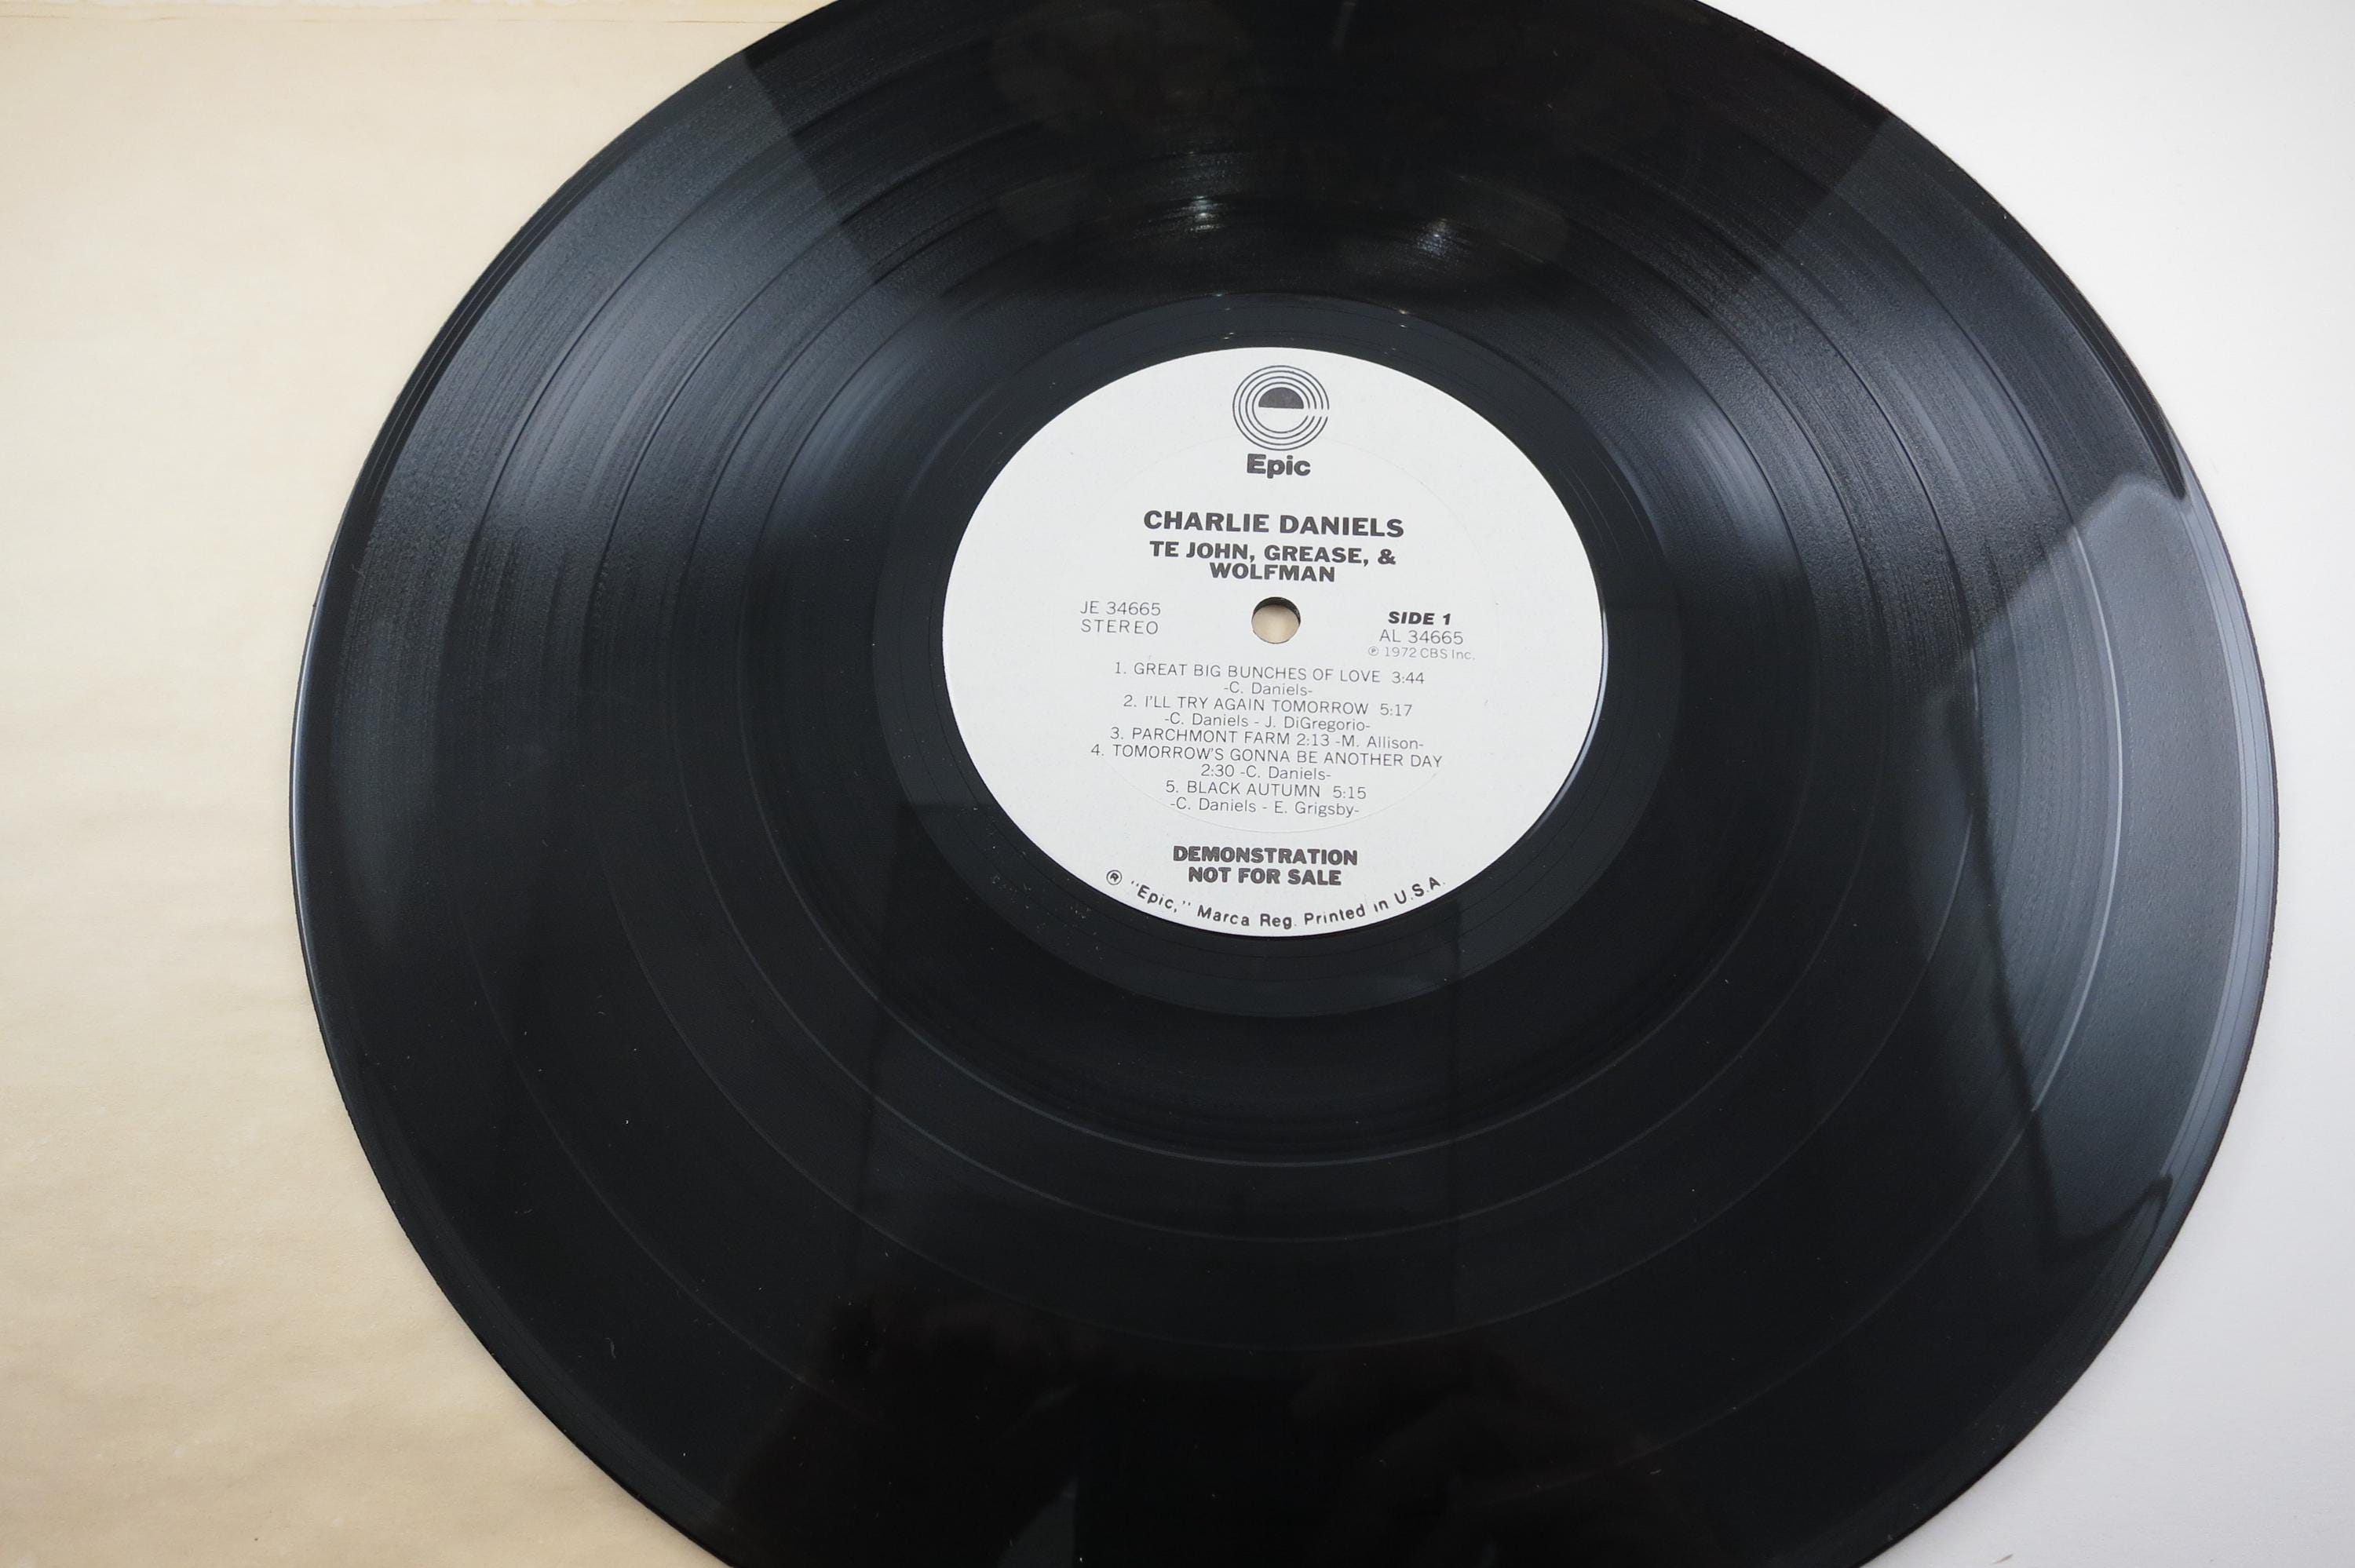 Epic
CHARLIE DANIELS
TE JOHN, GREASE, &
WOLFMAN
JE 34665
STEREO
SIDE 1
AL 34665
℗ 1972 CBS Inc.
1. GREAT BIG BUNCHES OF LOVE 3:44
-C. Daniels-
2. I'LL TRY AGAIN TOMORROW 5:17
-C. Daniels - J. DiGregorio-
3. PARCHMONT FARM 2:13 -M. Allison-
4. TOMORROW'S GONNA BE ANOTHER DAY
2:30 -C. Daniels-
5. BLACK AUTUMN 5:15
-C. Daniels - E. Grigsby-
DEMONSTRATION
NOT FOR SALE
® "Epic," Marca Reg. Printed in U.S.A.